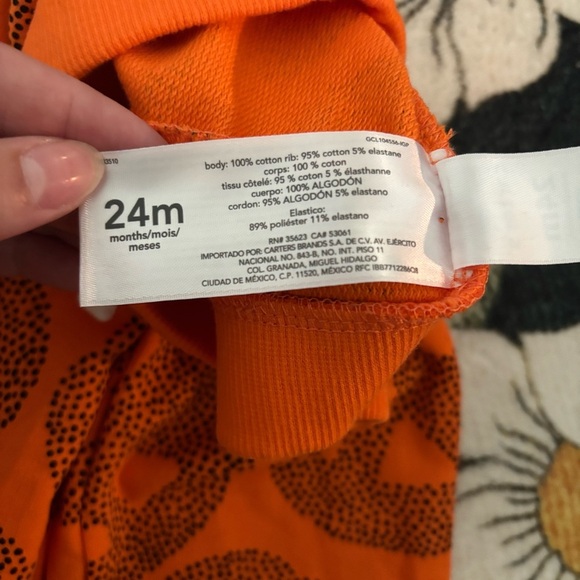 GCL104556-IGP
24m
months/mois/
meses
body: 100% cotton rib: 95% cotton 5% elastane
corps: 100 % coton
tissu côtelé: 95 % coton 5 % élasthanne
cuerpo: 100% ALGODÓN
cordon: 95% ALGODÓN 5% elastano
Elastico:
89% poliéster 11% elastano
RN# 35623 CA# 53061
IMPORTADO POR: CARTERS BRANDS S.A. DE C.V. AV. EJÉRCITO
NACIONAL NO. 843-B, NO. INT. PISO 11
COL. GRANADA, MIGUEL HIDALGO
CIUDAD DE MÉXICO, C.P. 11520, MÉXICO RFC